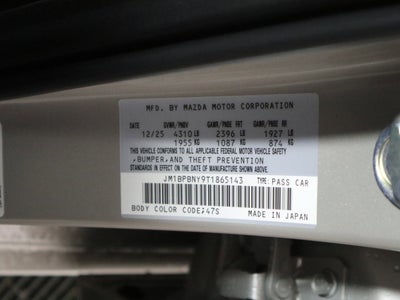 MFD. BY MAZDA MOTOR CORPORATION
DATE GVWR/PNBV GAWR/PNBE FRT GAWR/PNBE RR
12/25 4310 LB 2396 LB 1927 LB
1955 KG 1087 KG 874 KG
THIS VEHICLE CONFORMS TO ALL APPLICABLE FEDERAL MOTOR VEHICLE SAFETY
, BUMPER, AND THEFT PREVENTION
STANDARDS IN EFFECT ON THE DATE OF MANUFACTURE SHOWN ABOVE.
JM1BPBNY9T1865143 TYPE: PASS CAR
BODY COLOR CODE: 47S MADE IN JAPAN